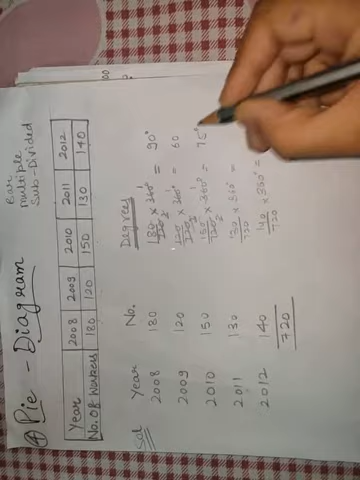 ④ Pie - Diagram
Bar
Multiple
Sub-Divided
Year 2008 2009 2010 2011 2012
No. of Workers 180 120 150 130 140
Sol Year No. Degrees
2008 180 180/720 × 360° = 90°
2009 120 120/720 × 360° = 60
2010 150 150/720 × 360° = 75°
2011 130 130/720 × 360° =
2012 140 140/720 × 360° =
720